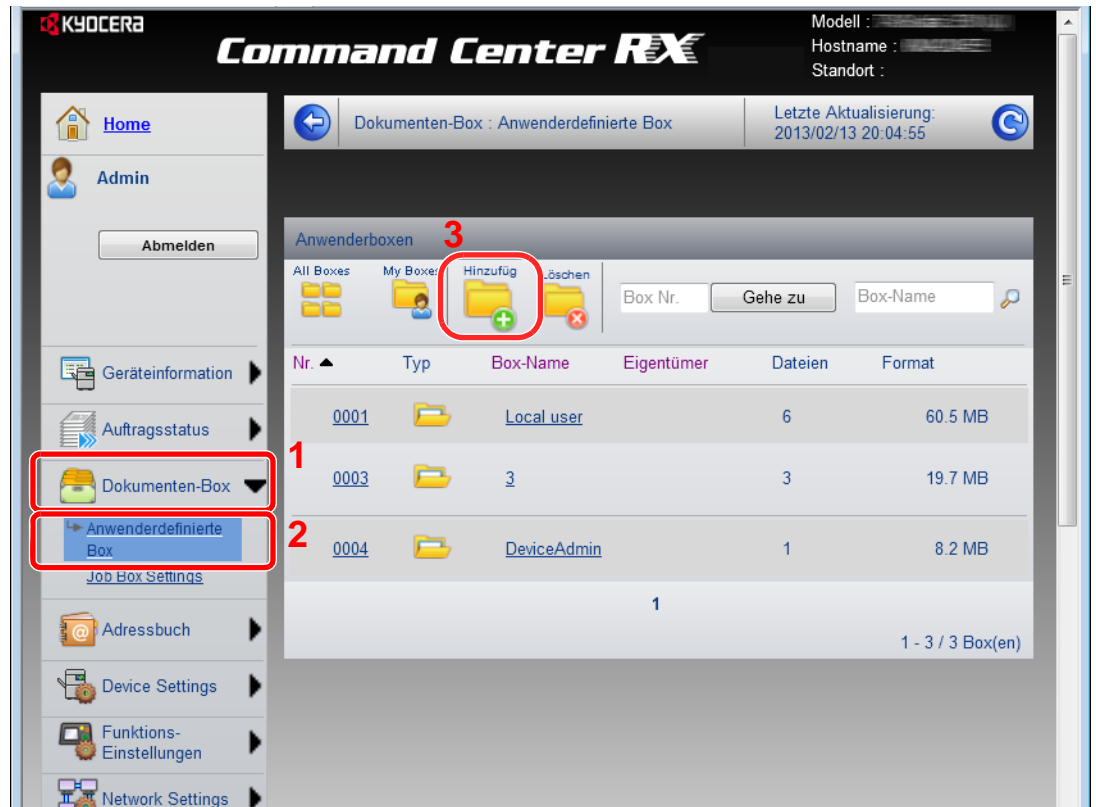 KYOCERA
Command Center RX
Modell :
Hostname :
Standort :
Home
Admin
Abmelden
Dokumenten-Box : Anwenderdefinierte Box
Letzte Aktualisierung:
2013/02/13 20:04:55
Anwenderboxen
3
All Boxes My Boxes Hinzufüg Löschen
Box Nr. Gehe zu Box-Name
Nr. Typ Box-Name Eigentümer Dateien Format
0001 Local user 6 60.5 MB
0003 3 3 19.7 MB
0004 DeviceAdmin 1 8.2 MB
1
1 - 3 / 3 Box(en)
Geräteinformation
Auftragsstatus
1
Dokumenten-Box
2
Anwenderdefinierte
Box
Job Box Settings
Adressbuch
Device Settings
Funktions-
Einstellungen
Network Settings